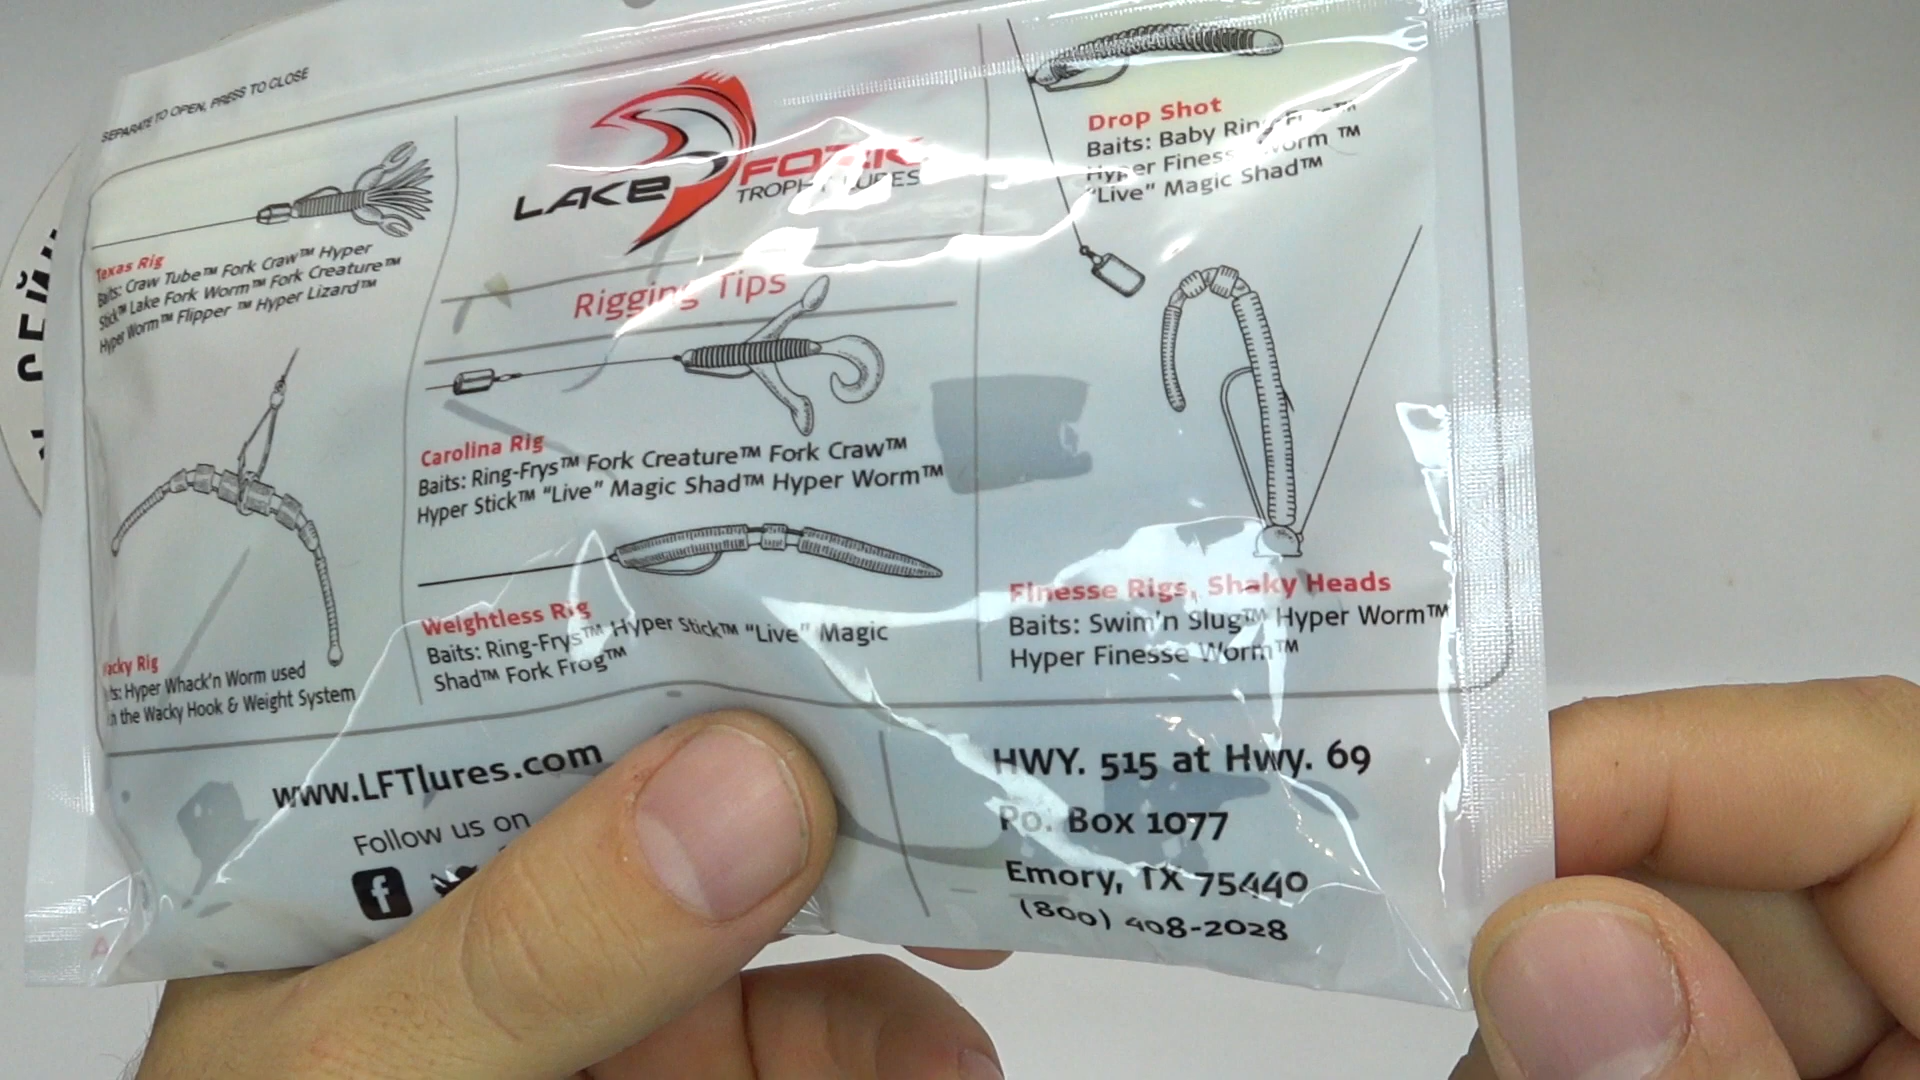 SEPARATE TO OPEN, PRESS TO CLOSE
LAKE FORK
TROPHY LURES
Rigging Tips
Texas Rig
Baits: Craw Tube™ Fork Craw™ Hyper
Stick™ Lake Fork Worm™ Fork Creature™
Hyper Worm™ Flipper ™ Hyper Lizard™
Wacky Rig
Hyper Whack'n Worm used
the Wacky Hook & Weight System
Carolina Rig
Baits: Ring-Frys™ Fork Creature™ Fork Craw™
Hyper Stick™ "Live" Magic Shad™ Hyper Worm™
Weightless Rig
Baits: Ring-Frys™ Hyper Stick™ "Live" Magic
Shad™ Fork Frog™
Drop Shot
Baits: Baby Ring-Frys™
Hyper Finesse Worm ™
"Live" Magic Shad™
Finesse Rigs, Shaky Heads
Baits: Swim'n Slug™ Hyper Worm™
Hyper Finesse Worm™
www.LFTlures.com
Follow us on
f
HWY. 515 at Hwy. 69
Po. Box 1077
Emory, TX 75440
(800) 408-2028